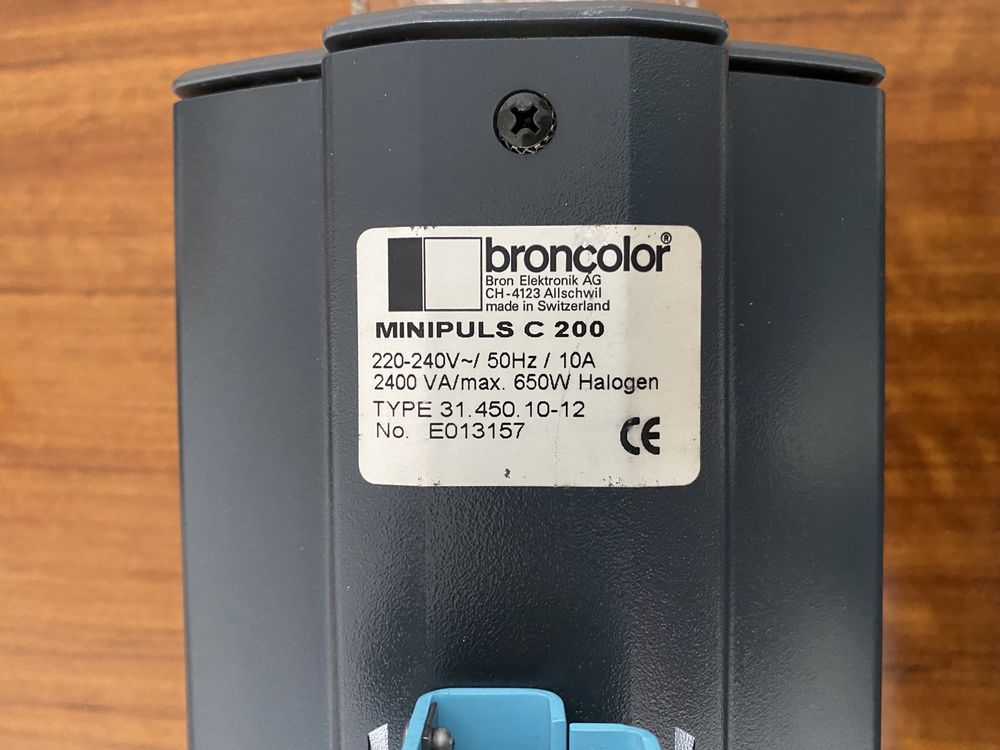 broncolor®
Bron Elektronik AG
CH-4123 Allschwil
made in Switzerland
MINIPULS C 200
220-240V~/ 50Hz / 10A
2400 VA/max. 650W Halogen
TYPE 31.450.10-12
No. E013157
CE